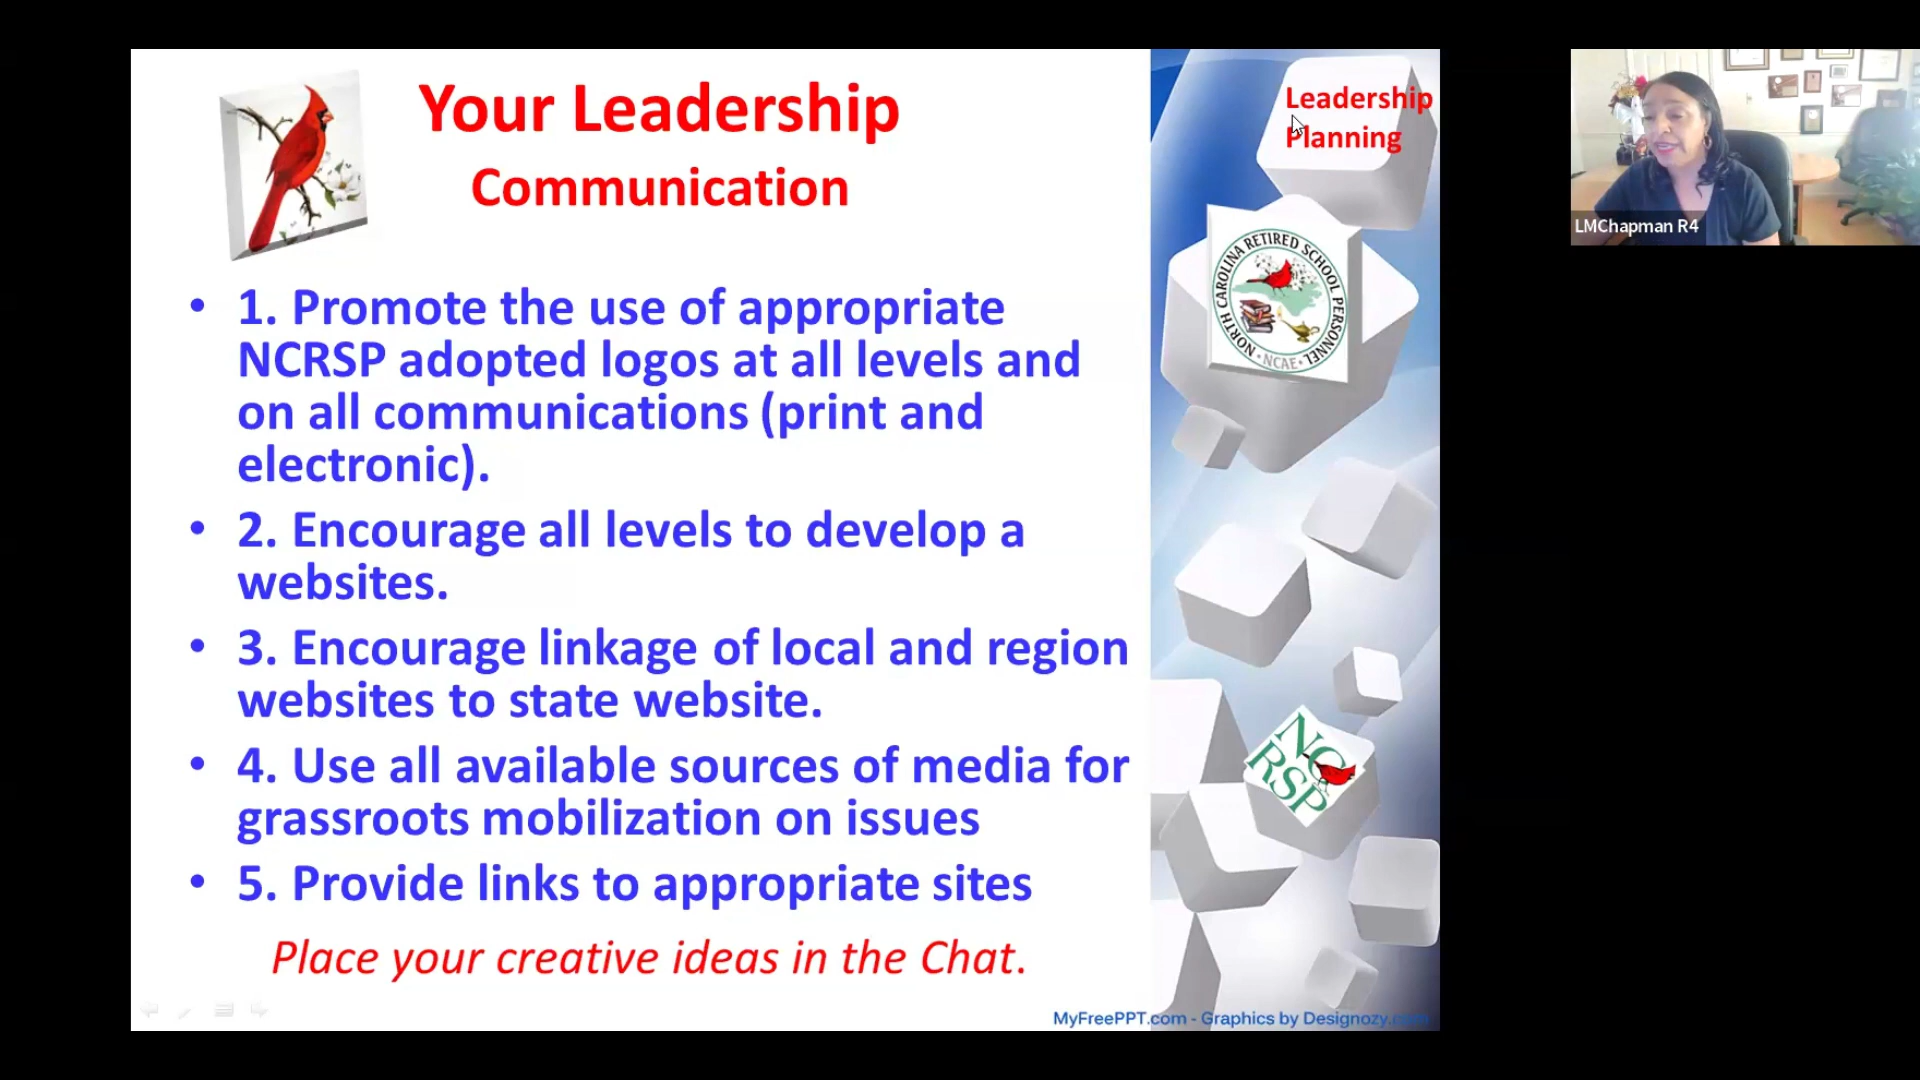 Your Leadership
Communication
Leadership
Planning
LMChapman R4
NORTH CAROLINA RETIRED SCHOOL PERSONNEL
·NCAE·
• 1. Promote the use of appropriate
NCRSP adopted logos at all levels and
on all communications (print and
electronic).
• 2. Encourage all levels to develop a
websites.
• 3. Encourage linkage of local and region
websites to state website.
• 4. Use all available sources of media for
grassroots mobilization on issues
• 5. Provide links to appropriate sites
NC
RSP
Place your creative ideas in the Chat.
MyFreePPT.com - Graphics by Designozy.com